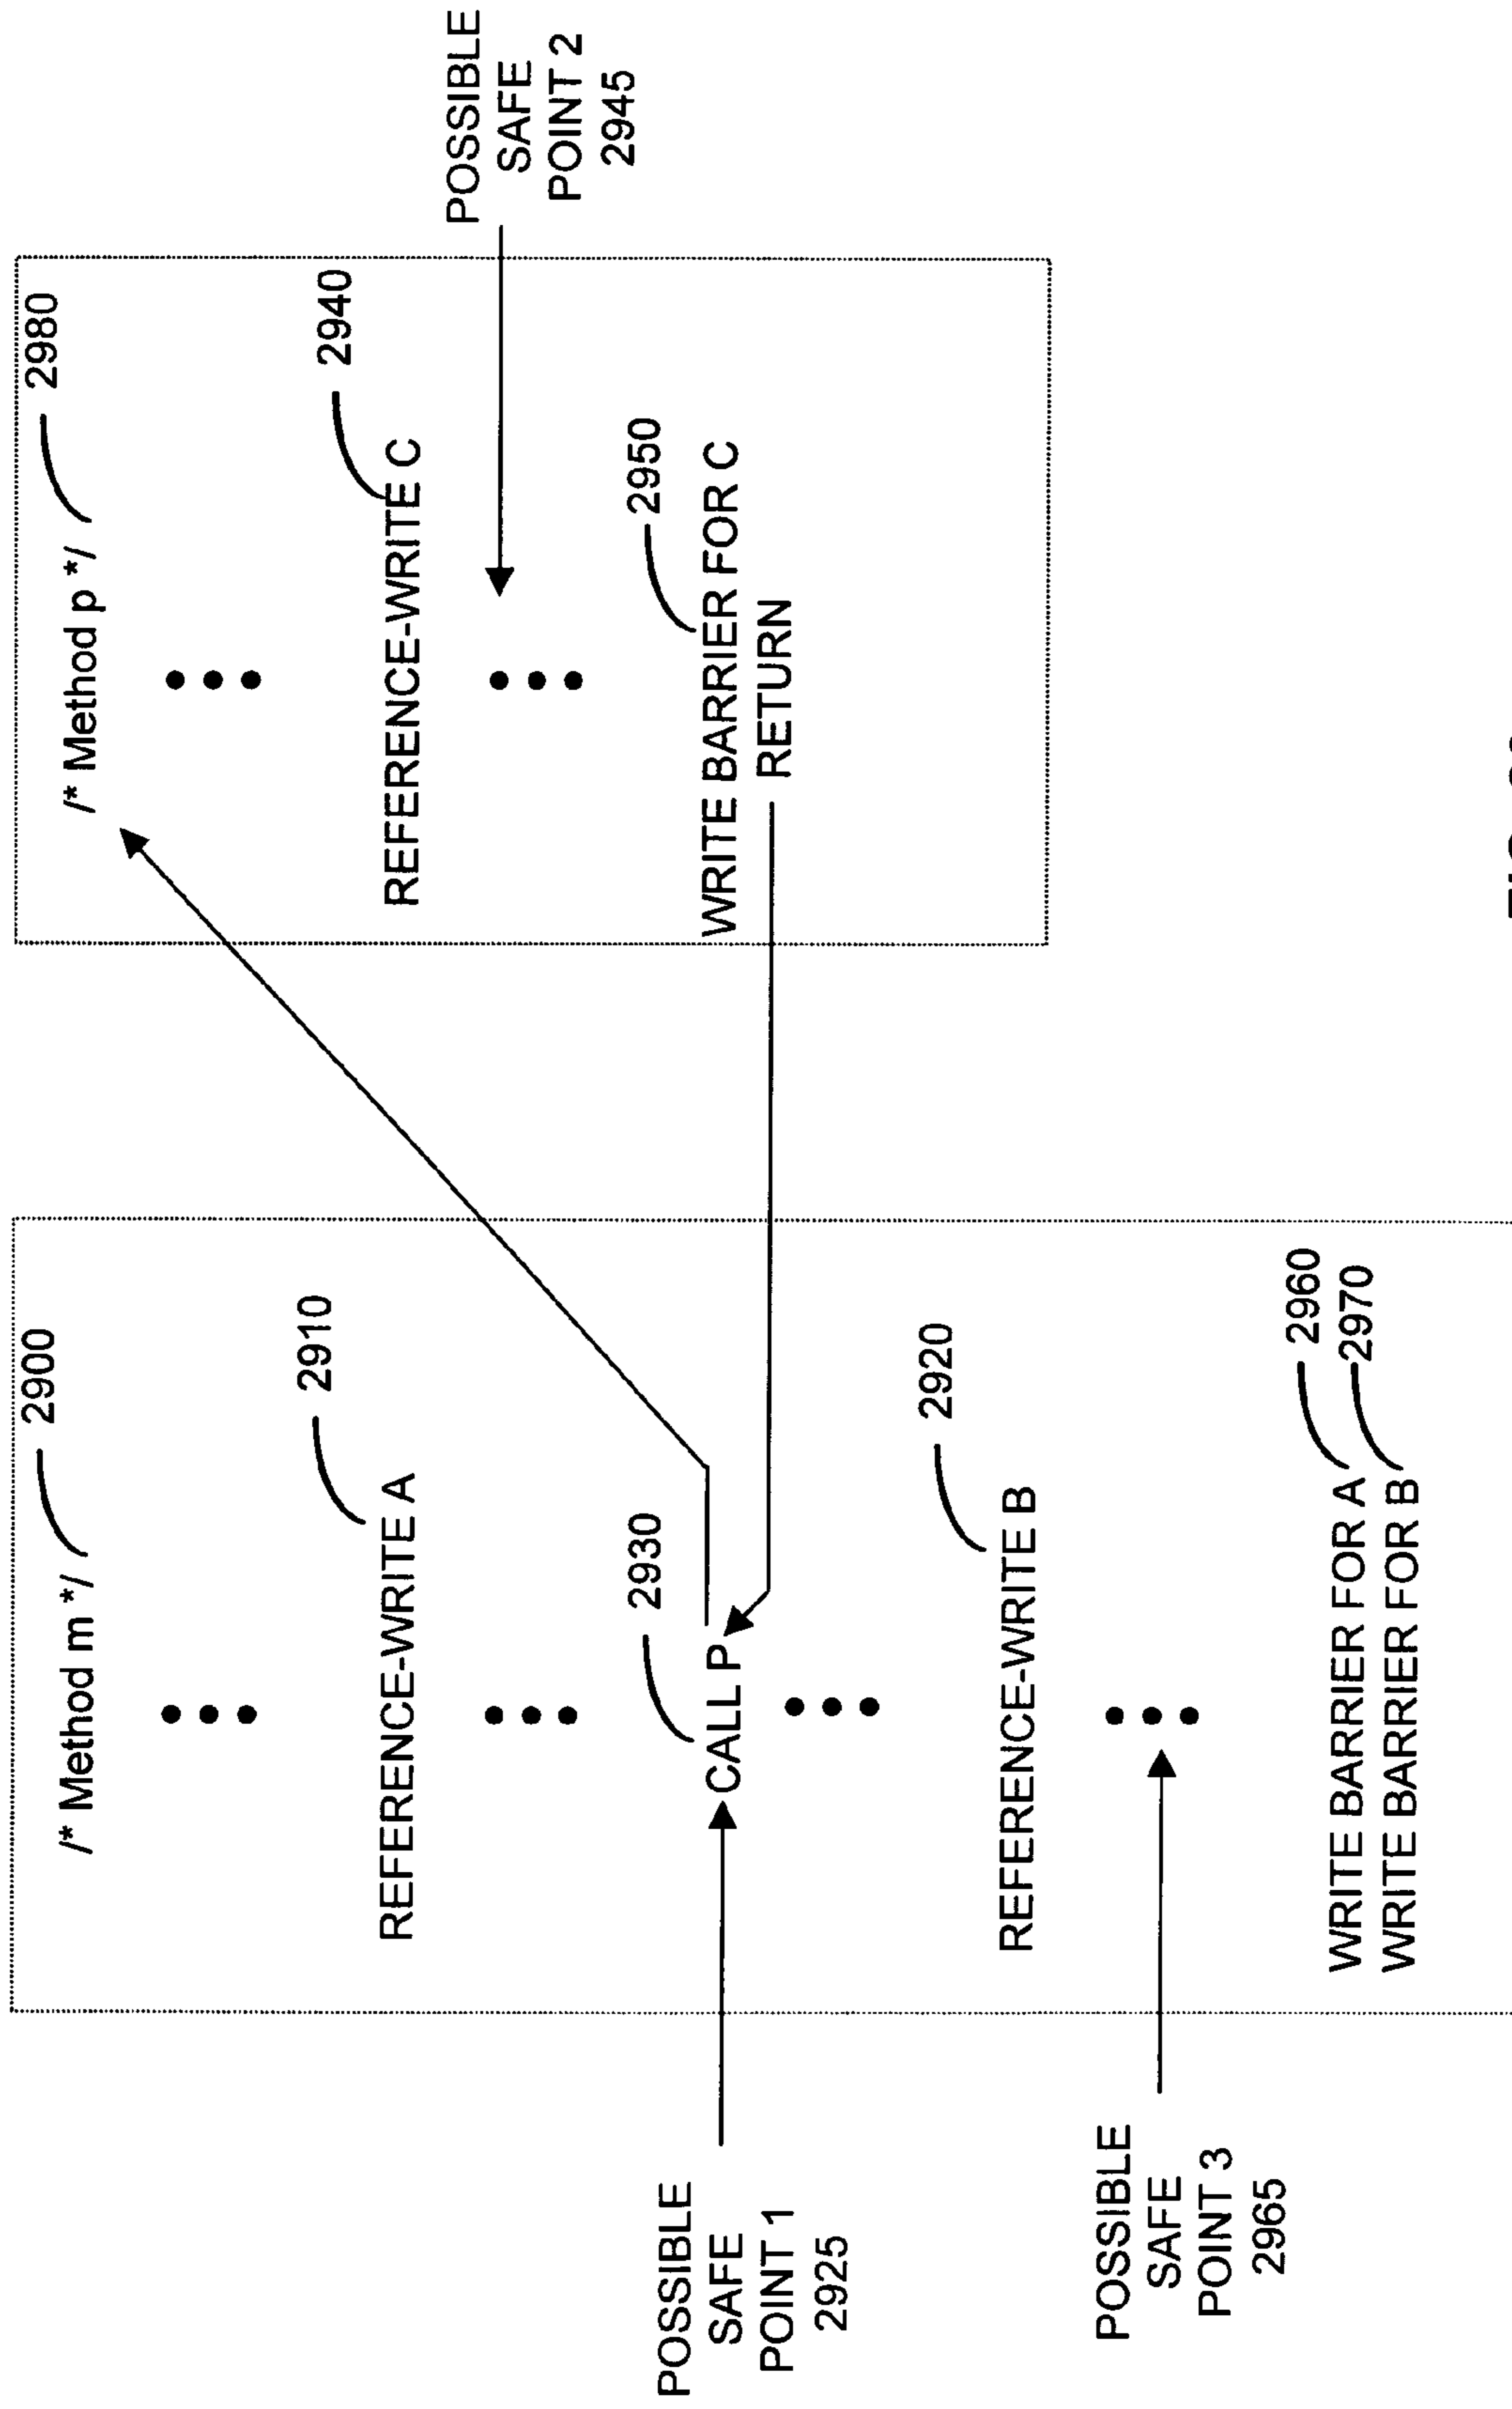 /* Method m */
2900
REFERENCE-WRITE A
2910
POSSIBLE
SAFE
POINT 1
2925
CALL P
2930
REFERENCE-WRITE B
2920
POSSIBLE
SAFE
POINT 3
2965
WRITE BARRIER FOR A
2960
WRITE BARRIER FOR B
2970
/* Method p */
2980
REFERENCE-WRITE C
2940
POSSIBLE
SAFE
POINT 2
2945
WRITE BARRIER FOR C
2950
RETURN